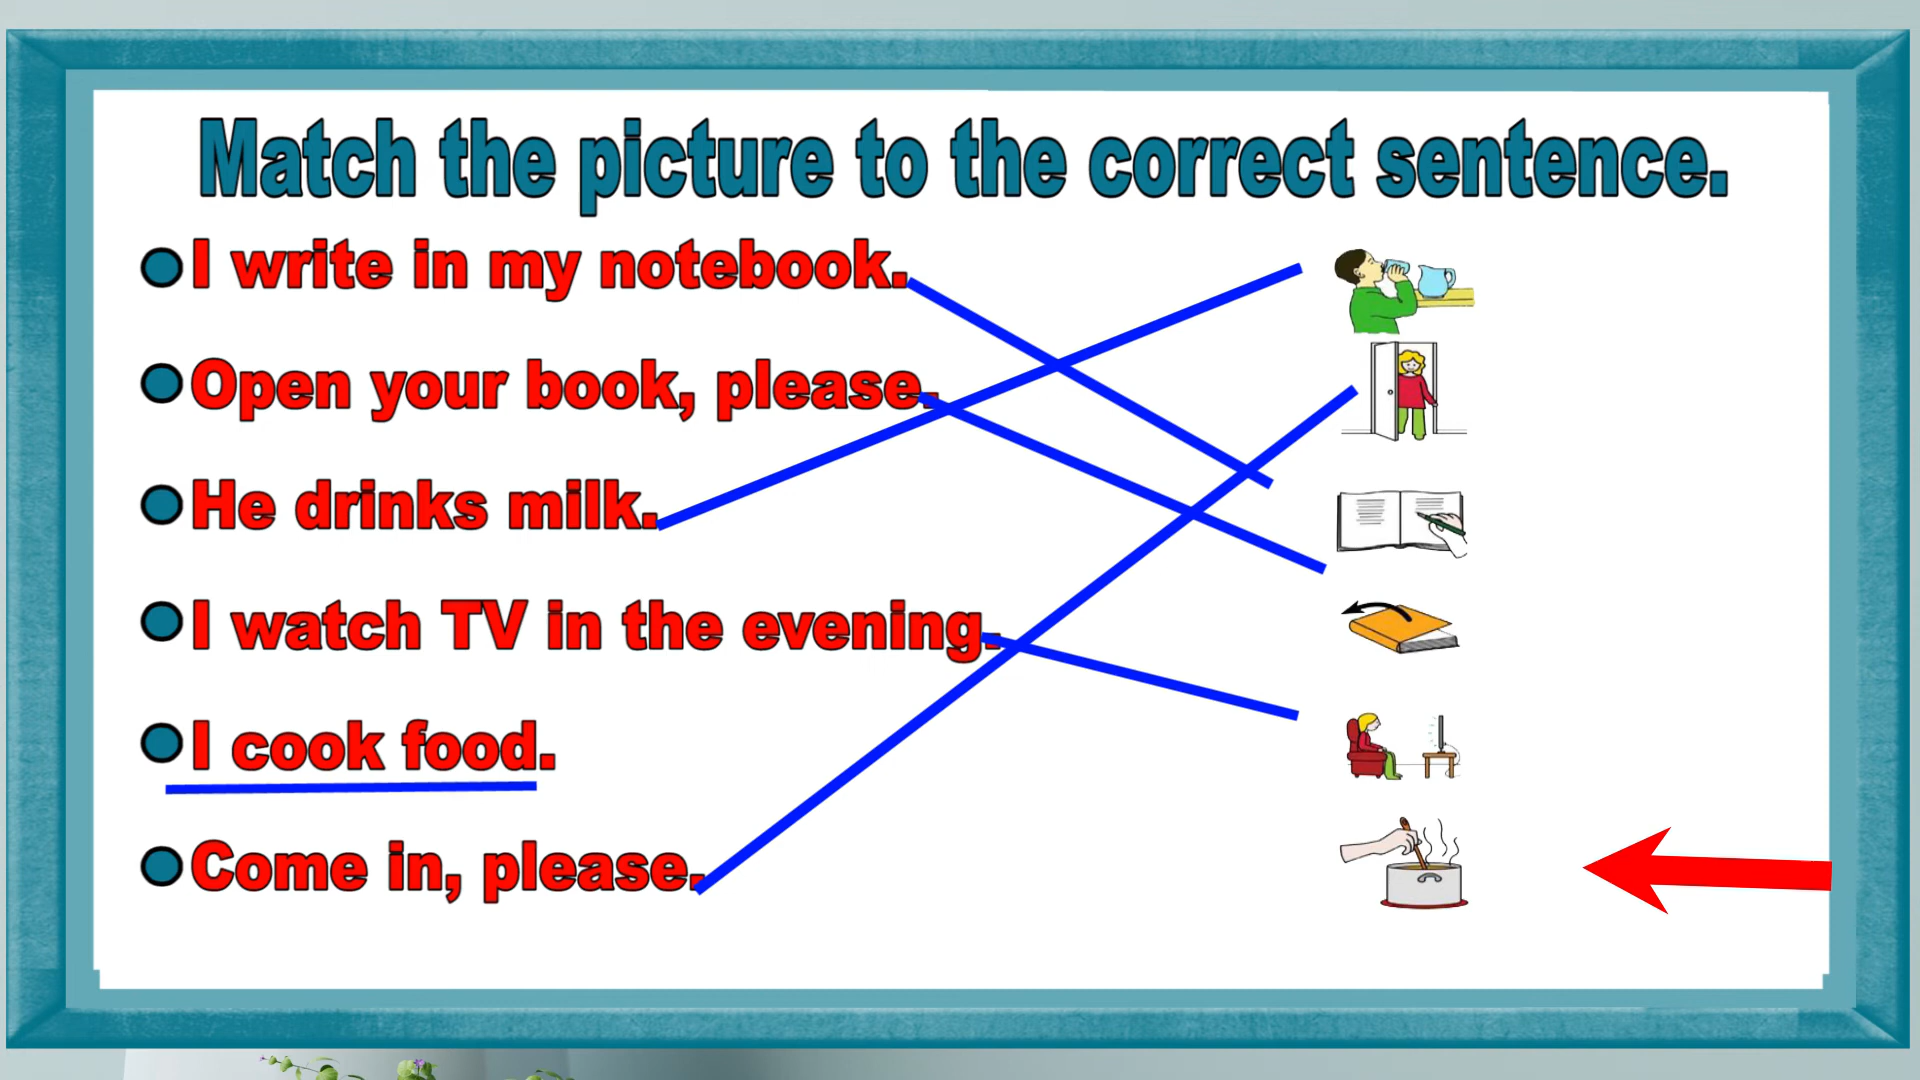 Match the picture to the correct sentence.
I write in my notebook.
Open your book, please.
He drinks milk.
I watch TV in the evening.
I cook food.
Come in, please.